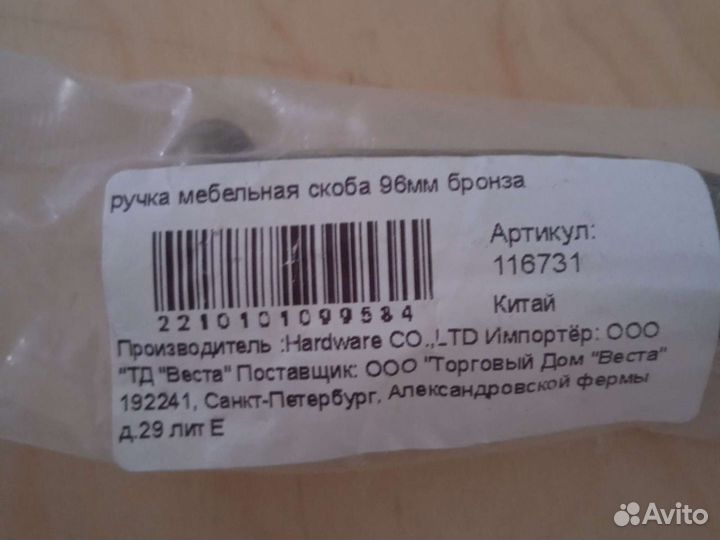 ручка мебельная скоба 96мм бронза
Артикул:
116731
2210101099584
Китай
Производитель :Hardware CO.,LTD Импортёр: ООО
"ТД "Веста" Поставщик: ООО "Торговый Дом "Веста"
192241, Санкт-Петербург, Александровской фермы
д.29 лит Е
Avito